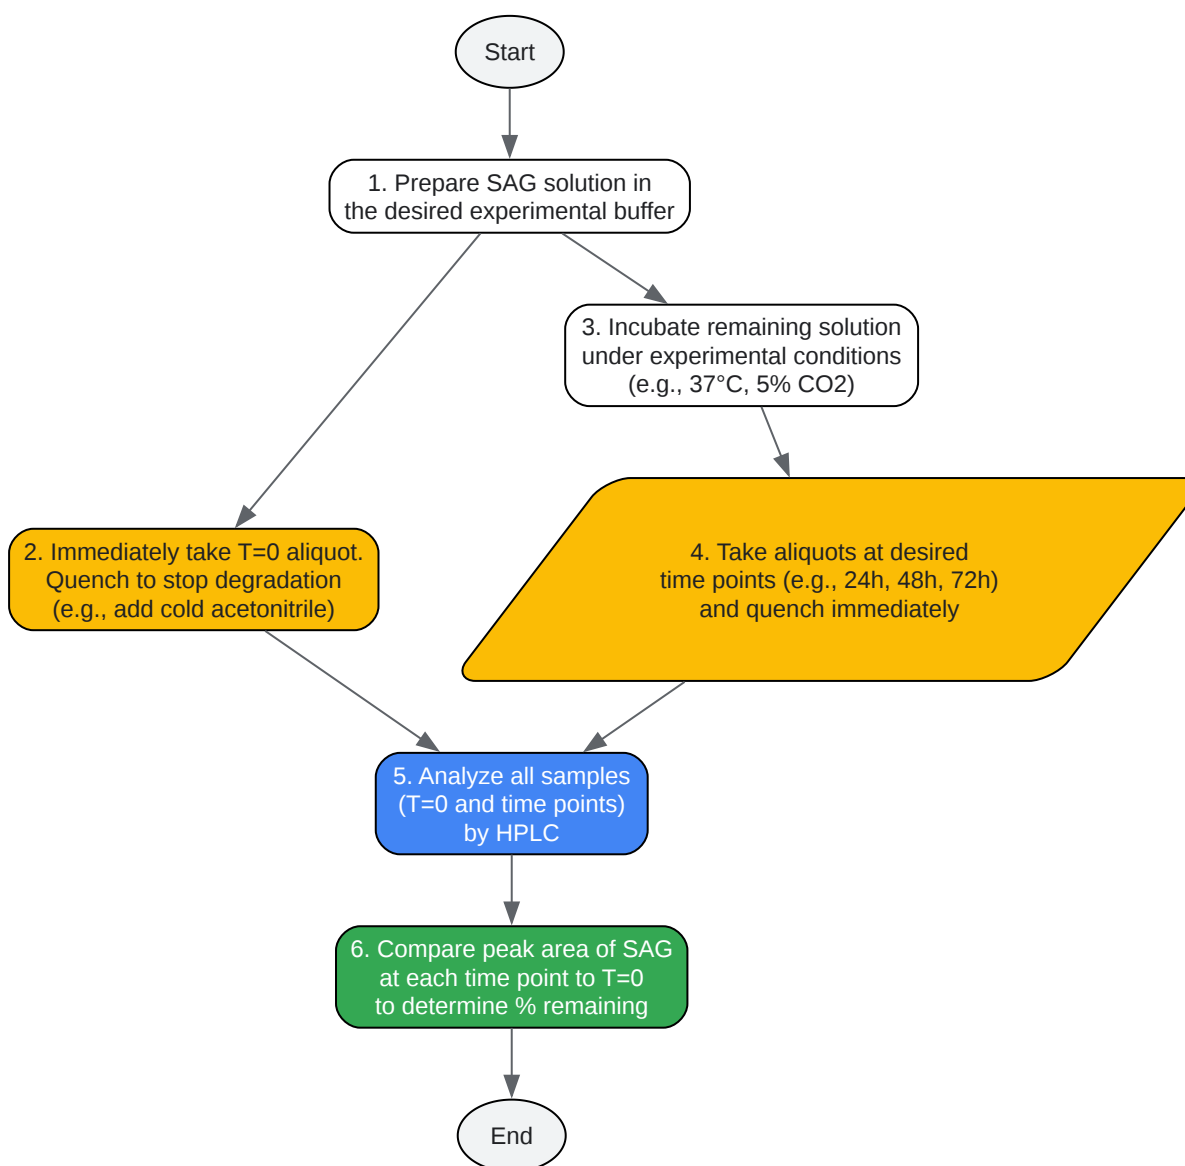 Start
1. Prepare SAG solution in
the desired experimental buffer
2. Immediately take T=0 aliquot.
Quench to stop degradation
(e.g., add cold acetonitrile)
3. Incubate remaining solution
under experimental conditions
(e.g., 37°C, 5% CO2)
4. Take aliquots at desired
time points (e.g., 24h, 48h, 72h)
and quench immediately
5. Analyze all samples
(T=0 and time points)
by HPLC
6. Compare peak area of SAG
at each time point to T=0
to determine % remaining
End